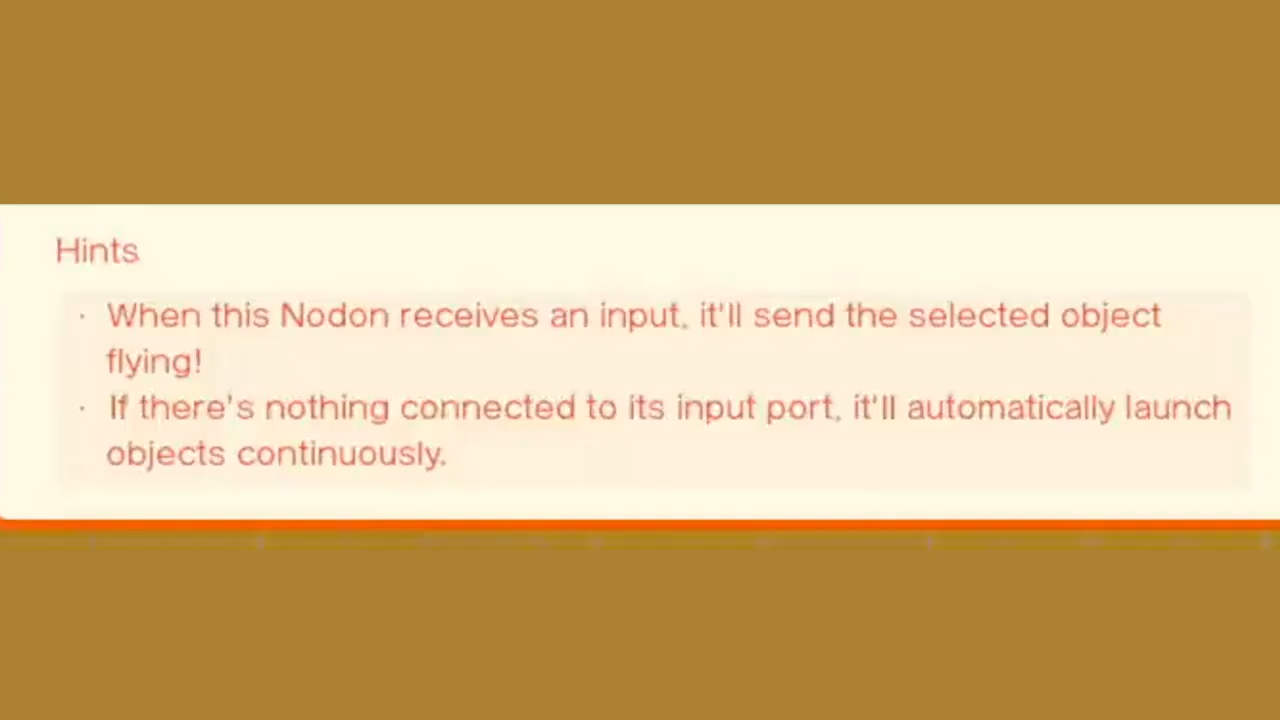 Hints
· When this Nodon receives an input, it'll send the selected object
flying!
· If there's nothing connected to its input port, it'll automatically launch
objects continuously.